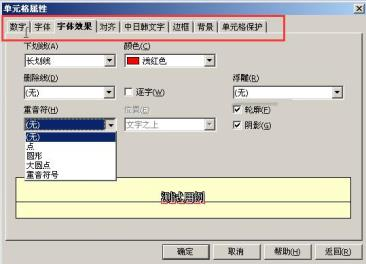 单元格属性
数字 字体 字体效果 对齐 中日韩文字 边框 背景 单元格保护
下划线(A) 颜色(C)
长划线 浅红色
删除线(D) 浮雕(R)
(无) 逐字(W) (无)
重音符(H) 位置(E) 轮廓(F)
(无) 文字之上 阴影(G)
(无)
点
圆形
大圆点
重音符号
测试用例
确定 取消 帮助(H) 返回(R)